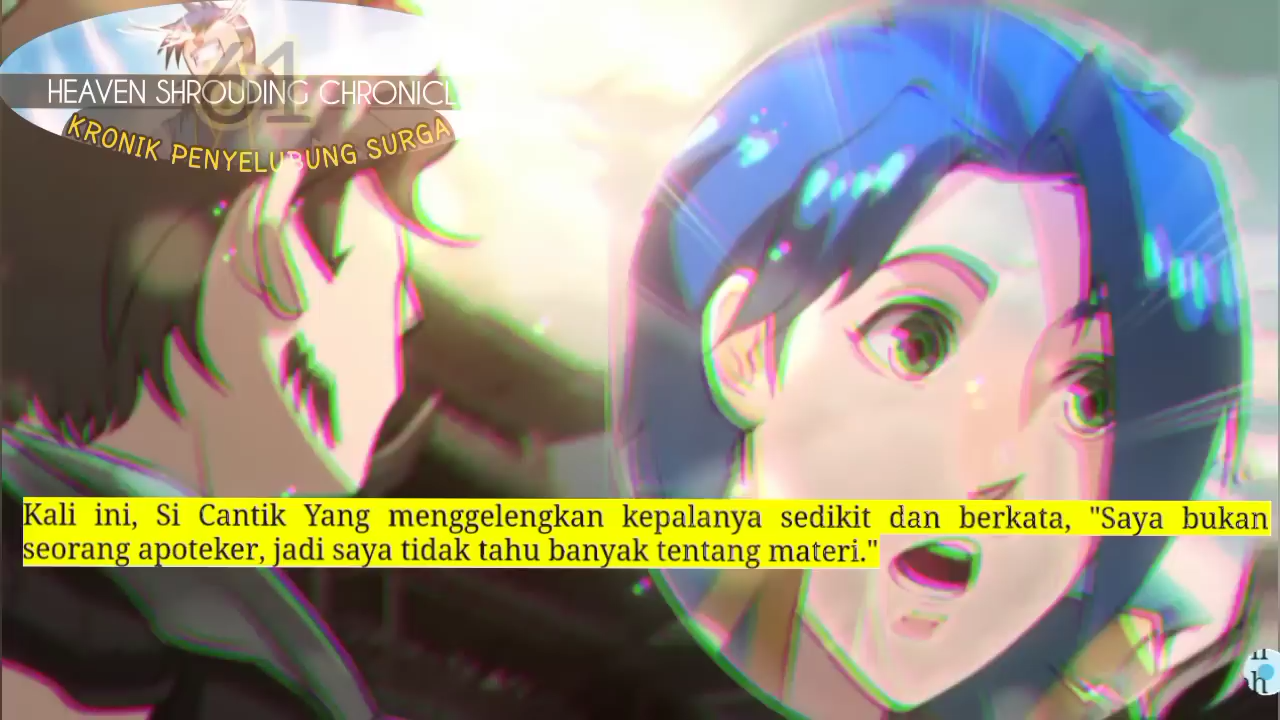 61
HEAVEN SHROUDING CHRONICL
KRONIK PENYELUBUNG SURGA
Kali ini, Si Cantik Yang menggelengkan kepalanya sedikit dan berkata, "Saya bukan
seorang apoteker, jadi saya tidak tahu banyak tentang materi."